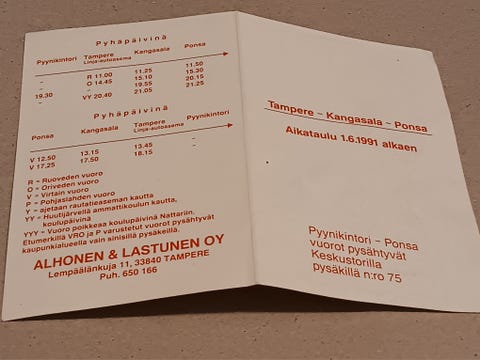 Pyhäpäivinä
Pyynikintori Tampere Kangasala Ponsa
Linja-autoasema
– – 11.25 11.50
– R 11.00 15.10 15.30
– O 14.45 19.55 20.15
19.30 VY 20.40 21.05 21.25
Pyhäpäivinä
Ponsa Kangasala Tampere Pyynikintori
Linja-autoasema
V 12.50 13.15 13.45 –
V 17.25 17.50 18.15 –
R = Ruoveden vuoro
O = Oriveden vuoro
V = Virtain vuoro
P = Pohjaslahden vuoro
Y = ajetaan rautatieaseman kautta
YY = Huutijärvellä ammattikoulun kautta,
koulupäivinä
YYY = Vuoro poikkeaa koulupäivinä Nattariin.
Etumerkillä VRO ja P varustetut vuorot pysähtyvät
kaupunkialueella vain sinisillä pysäkeillä.
ALHONEN & LASTUNEN OY
Lempäälänkuja 11, 33840 TAMPERE
Puh. 650 166
Tampere – Kangasala – Ponsa
Aikataulu 1.6.1991 alkaen
Pyynikintori – Ponsa
vuorot pysähtyvät
Keskustorilla
pysäkillä n:ro 75